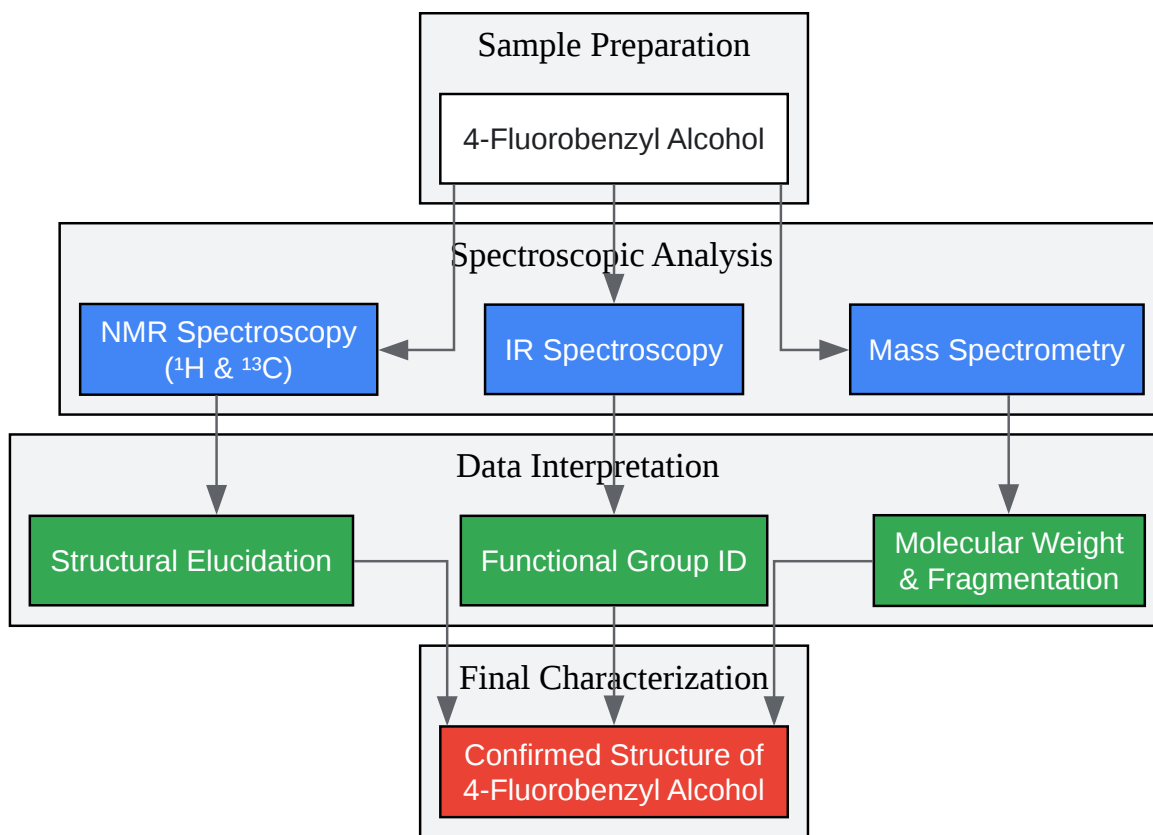 Sample Preparation
4-Fluorobenzyl Alcohol
Spectroscopic Analysis
NMR Spectroscopy
(¹H & ¹³C)
IR Spectroscopy
Mass Spectrometry
Data Interpretation
Structural Elucidation
Functional Group ID
Molecular Weight
& Fragmentation
Final Characterization
Confirmed Structure of
4-Fluorobenzyl Alcohol